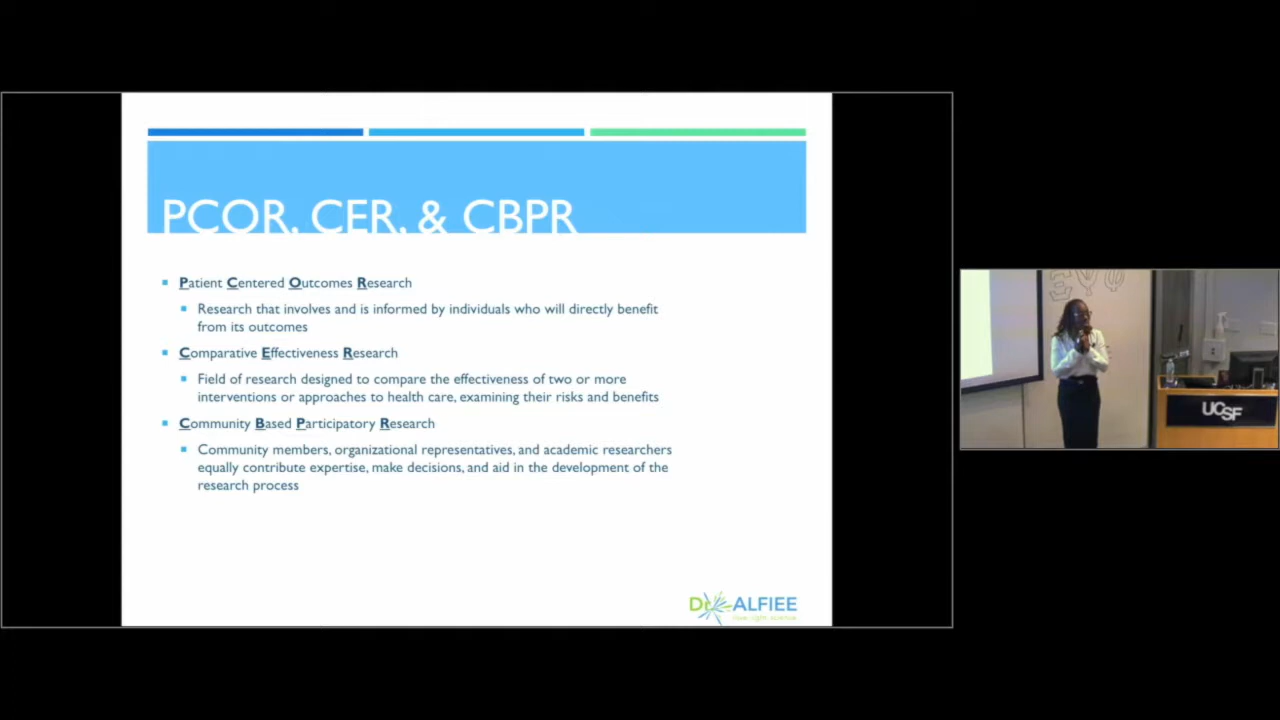 PCOR, CER, & CBPR
Patient Centered Outcomes Research
Research that involves and is informed by individuals who will directly benefit
from its outcomes
Comparative Effectiveness Research
Field of research designed to compare the effectiveness of two or more
interventions or approaches to health care, examining their risks and benefits
Community Based Participatory Research
Community members, organizational representatives, and academic researchers
equally contribute expertise, make decisions, and aid in the development of the
research process
Dr ALFIEE
UCSF